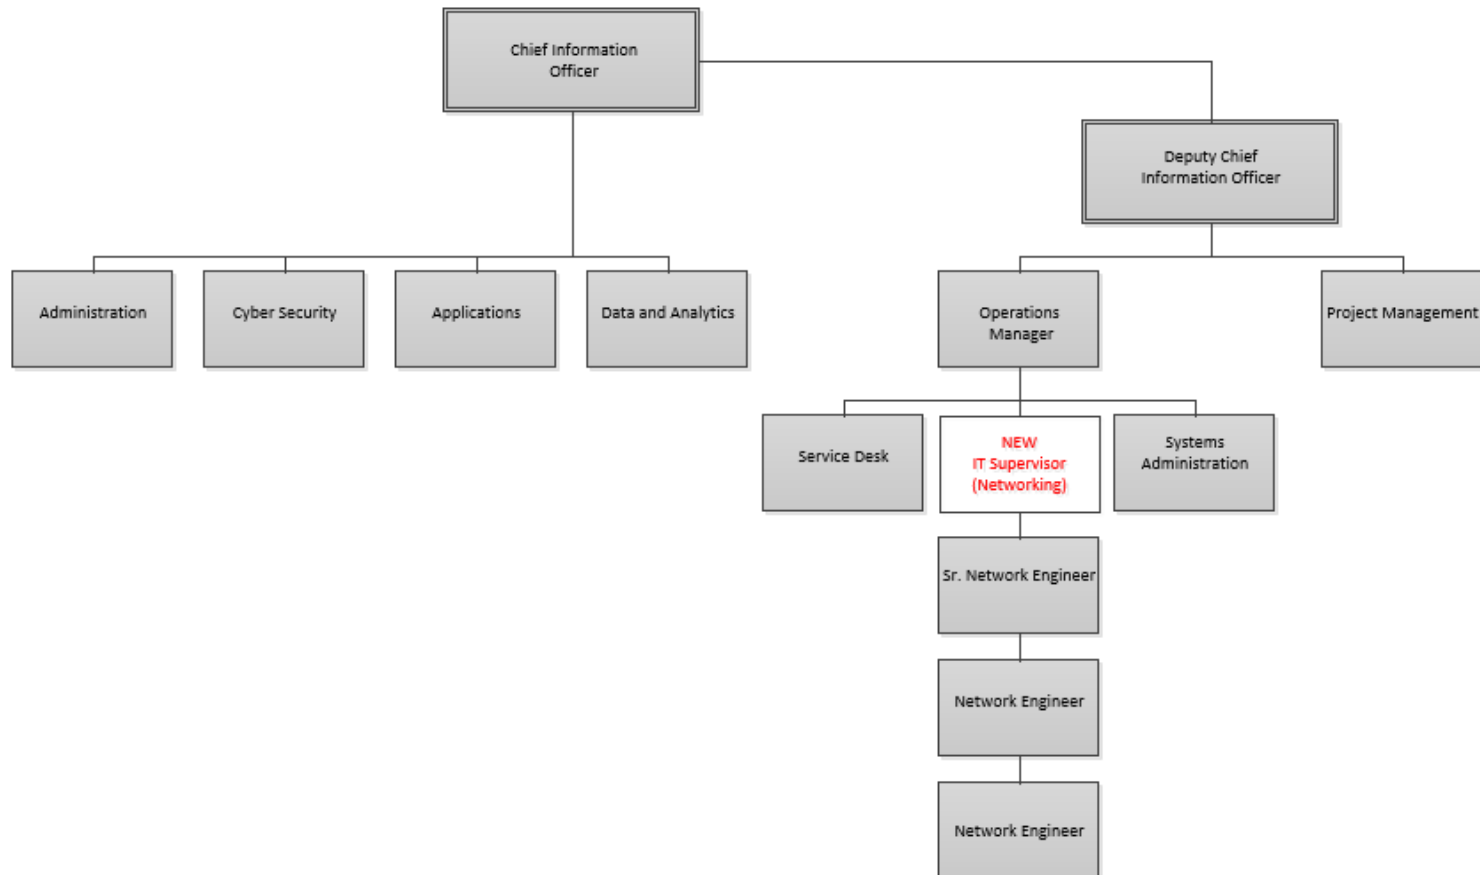 Chief Information
Officer
Deputy Chief
Information Officer
Administration
Cyber Security
Applications
Data and Analytics
Operations
Manager
Project Management
Service Desk
NEW
IT Supervisor
(Networking)
Systems
Administration
Sr. Network Engineer
Network Engineer
Network Engineer